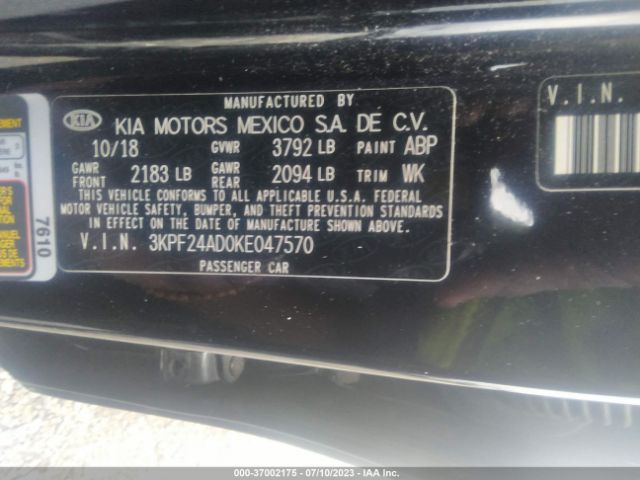 MANUFACTURED BY
KIA KIA MOTORS MEXICO S.A. DE C.V.
10/18 GVWR 3792 LB PAINT ABP
GAWR FRONT 2183 LB GAWR REAR 2094 LB TRIM WK
THIS VEHICLE CONFORMS TO ALL APPLICABLE U.S.A. FEDERAL
MOTOR VEHICLE SAFETY, BUMPER, AND THEFT PREVENTION STANDARDS
IN EFFECT ON THE DATE OF MANUFACTURE SHOWN ABOVE.
V.I.N. 3KPF24AD0KE047570
PASSENGER CAR
V.I.N.
7610
000-37002175 - 07/10/2023 - IAA Inc.